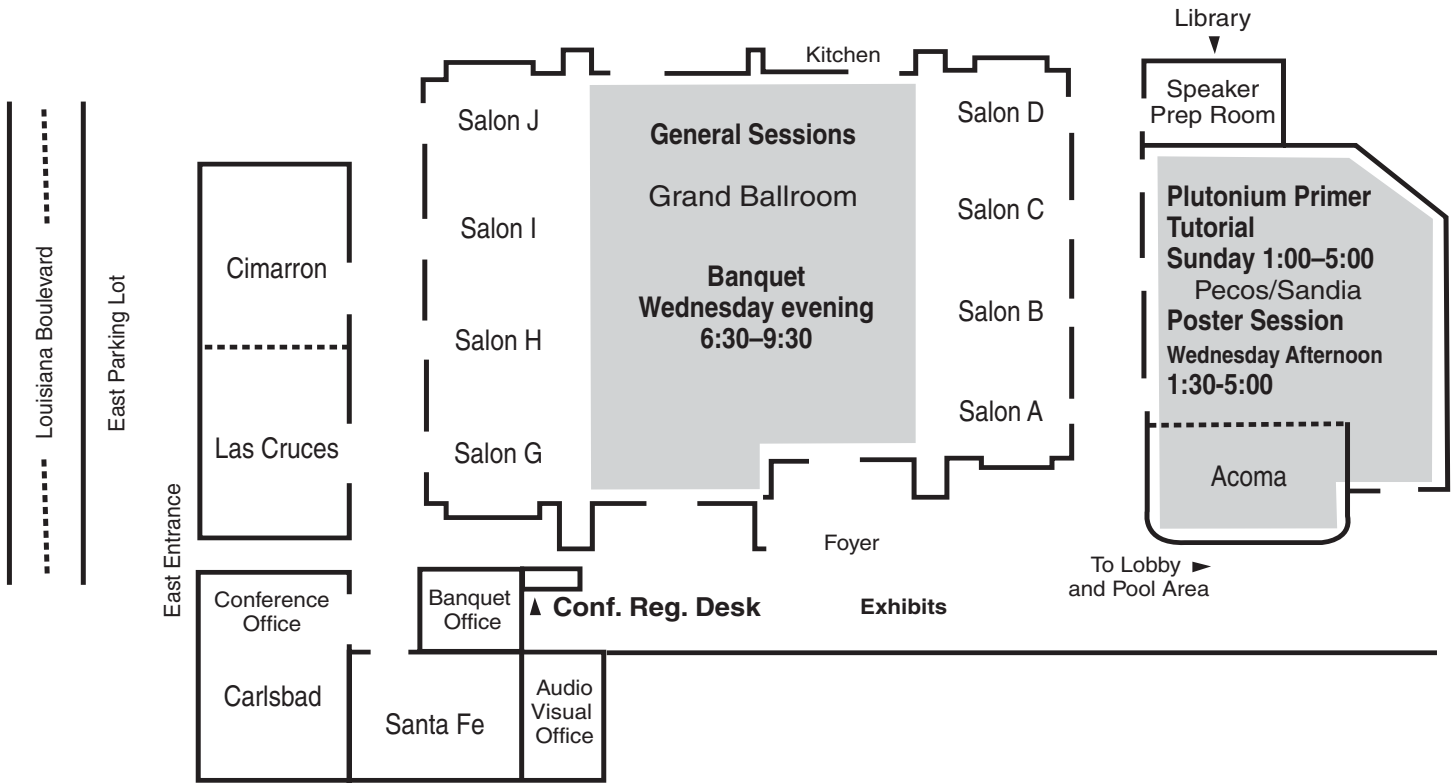 Library
Kitchen
Speaker
Prep Room
Salon J
Salon I
Salon H
Salon G
General Sessions
Grand Ballroom
Banquet
Wednesday evening
6:30–9:30
Salon D
Salon C
Salon B
Salon A
Plutonium Primer
Tutorial
Sunday 1:00–5:00
Pecos/Sandia
Poster Session
Wednesday Afternoon
1:30-5:00
Acoma
Louisiana Boulevard
East Parking Lot
East Entrance
Cimarron
Las Cruces
Foyer
To Lobby
and Pool Area
Conference
Office
Carlsbad
Banquet
Office
Conf. Reg. Desk
Exhibits
Santa Fe
Audio
Visual
Office